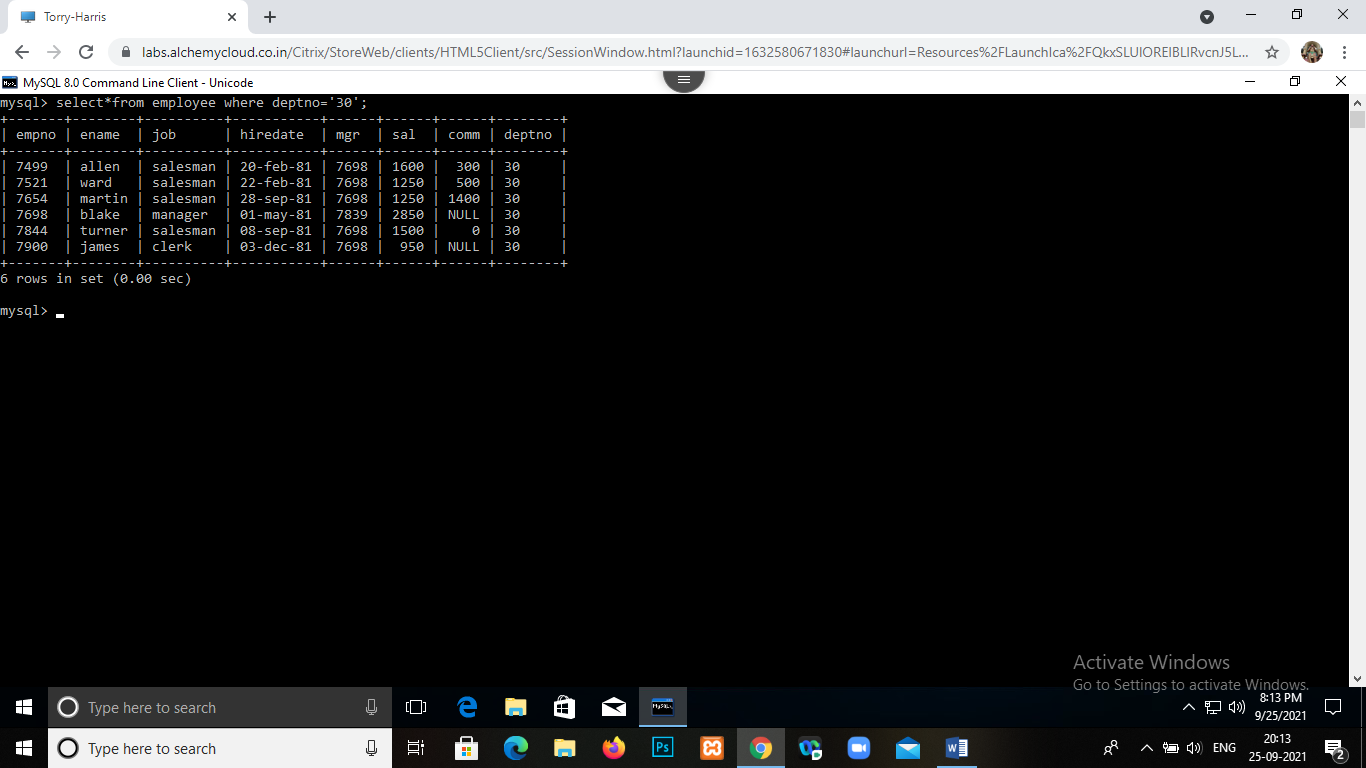 Torry-Harris
labs.alchemycloud.co.in/Citrix/StoreWeb/clients/HTML5Client/src/SessionWindow.html?launchid=1632580671830#launchurl=Resources%2FLaunchIca%2FQkxSLUlORElBLlRvcnJ5L...
MySQL 8.0 Command Line Client - Unicode
mysql> select*from employee where deptno='30';
+-------+--------+----------+-----------+------+------+------+--------+
| empno | ename  | job      | hiredate  | mgr  | sal  | comm | deptno |
+-------+--------+----------+-----------+------+------+------+--------+
| 7499  | allen  | salesman | 20-feb-81 | 7698 | 1600 |  300 | 30     |
| 7521  | ward   | salesman | 22-feb-81 | 7698 | 1250 |  500 | 30     |
| 7654  | martin | salesman | 28-sep-81 | 7698 | 1250 | 1400 | 30     |
| 7698  | blake  | manager  | 01-may-81 | 7839 | 2850 | NULL | 30     |
| 7844  | turner | salesman | 08-sep-81 | 7698 | 1500 |    0 | 30     |
| 7900  | james  | clerk    | 03-dec-81 | 7698 |  950 | NULL | 30     |
+-------+--------+----------+-----------+------+------+------+--------+
6 rows in set (0.00 sec)
mysql>
Activate Windows
Go to Settings to activate Windows.
Type here to search
8:13 PM
9/25/2021
Type here to search
Ps
ENG
20:13
25-09-2021
2